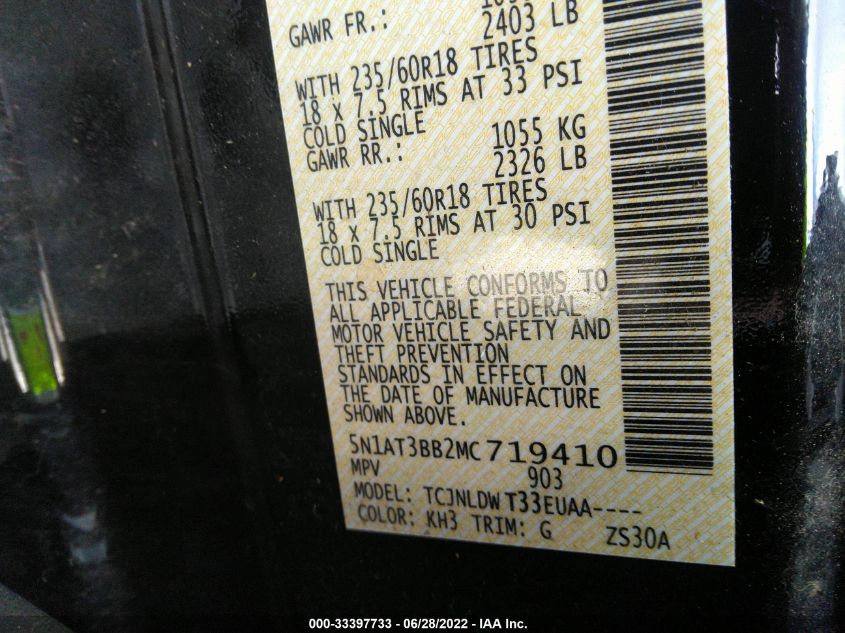 GAWR FR.:
2403 LB
WITH 235/60R18 TIRES
18 X 7.5 RIMS AT 33 PSI
COLD SINGLE
GAWR RR.: 1055 KG
2326 LB
WITH 235/60R18 TIRES
18 X 7.5 RIMS AT 30 PSI
COLD SINGLE
THIS VEHICLE CONFORMS TO
ALL APPLICABLE FEDERAL
MOTOR VEHICLE SAFETY AND
THEFT PREVENTION
STANDARDS IN EFFECT ON
THE DATE OF MANUFACTURE
SHOWN ABOVE.
5N1AT3BB2MC719410
MPV 903
MODEL: TCJNLDWT33EUAA----
COLOR: KH3 TRIM: G ZS30A
000-33397733 - 06/28/2022 - IAA Inc.